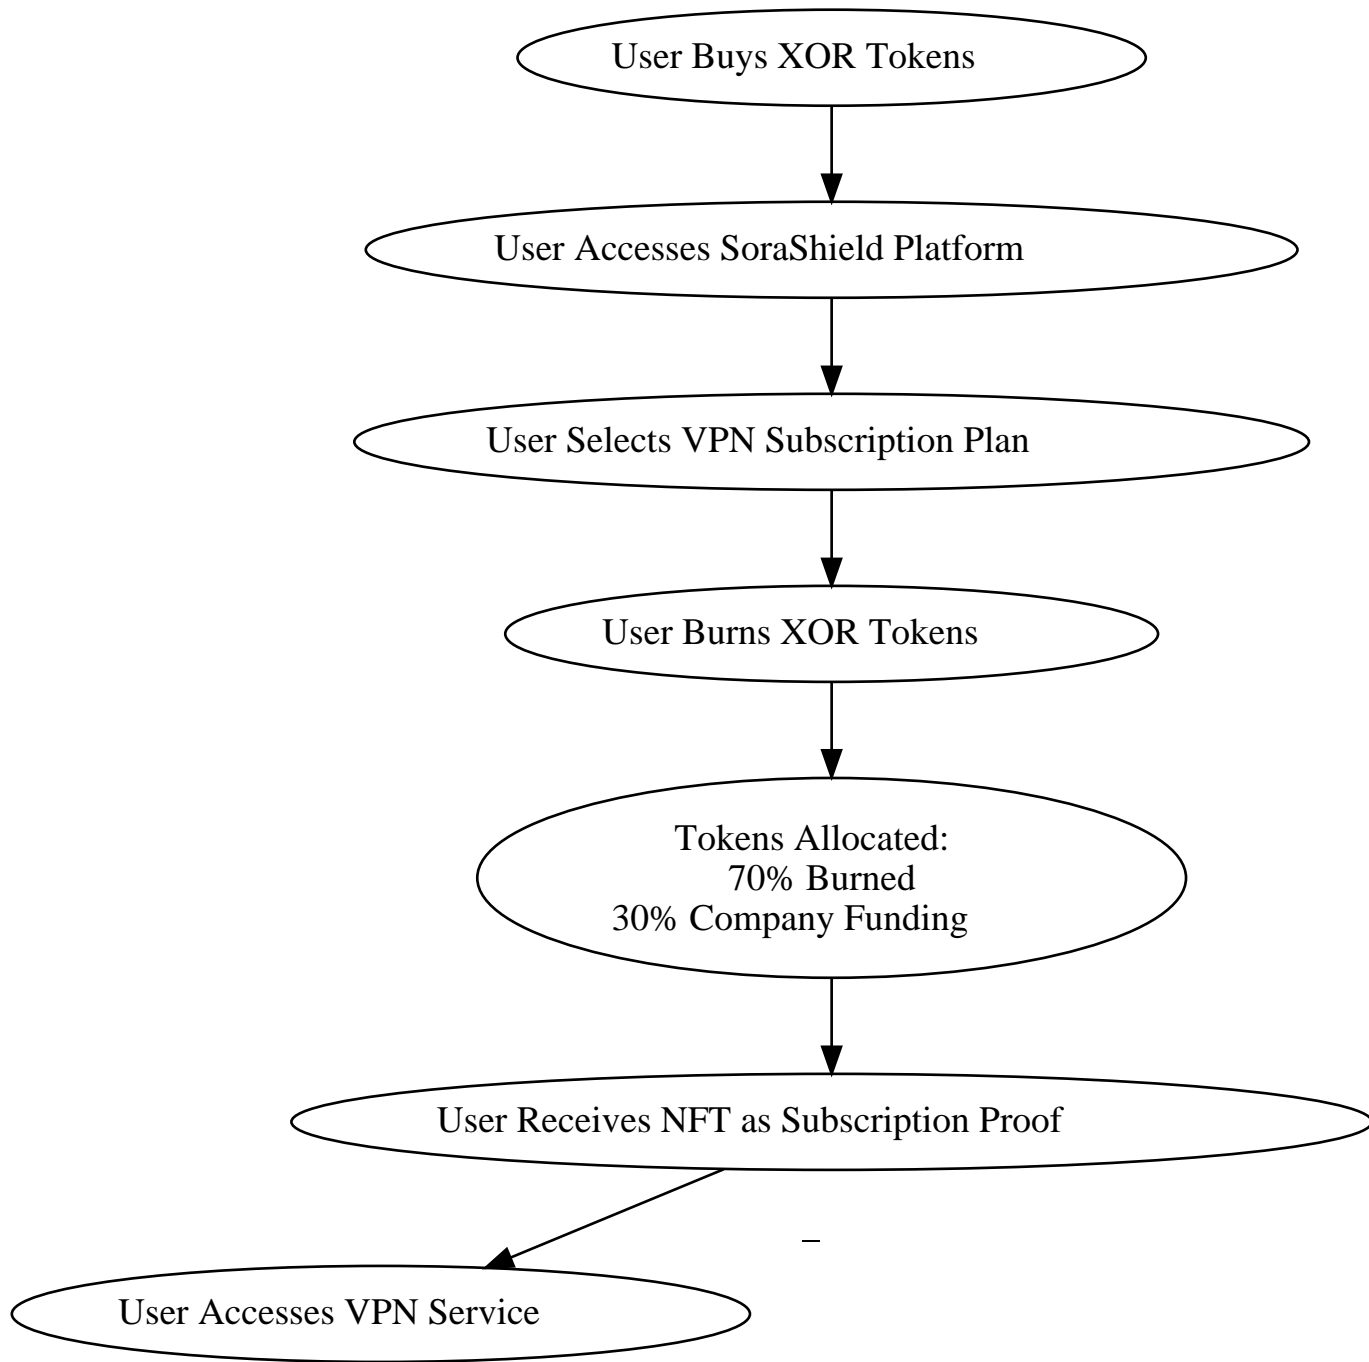 User Buys XOR Tokens
User Accesses SoraShield Platform
User Selects VPN Subscription Plan
User Burns XOR Tokens
Tokens Allocated:
70% Burned
30% Company Funding
User Receives NFT as Subscription Proof
_
User Accesses VPN Service